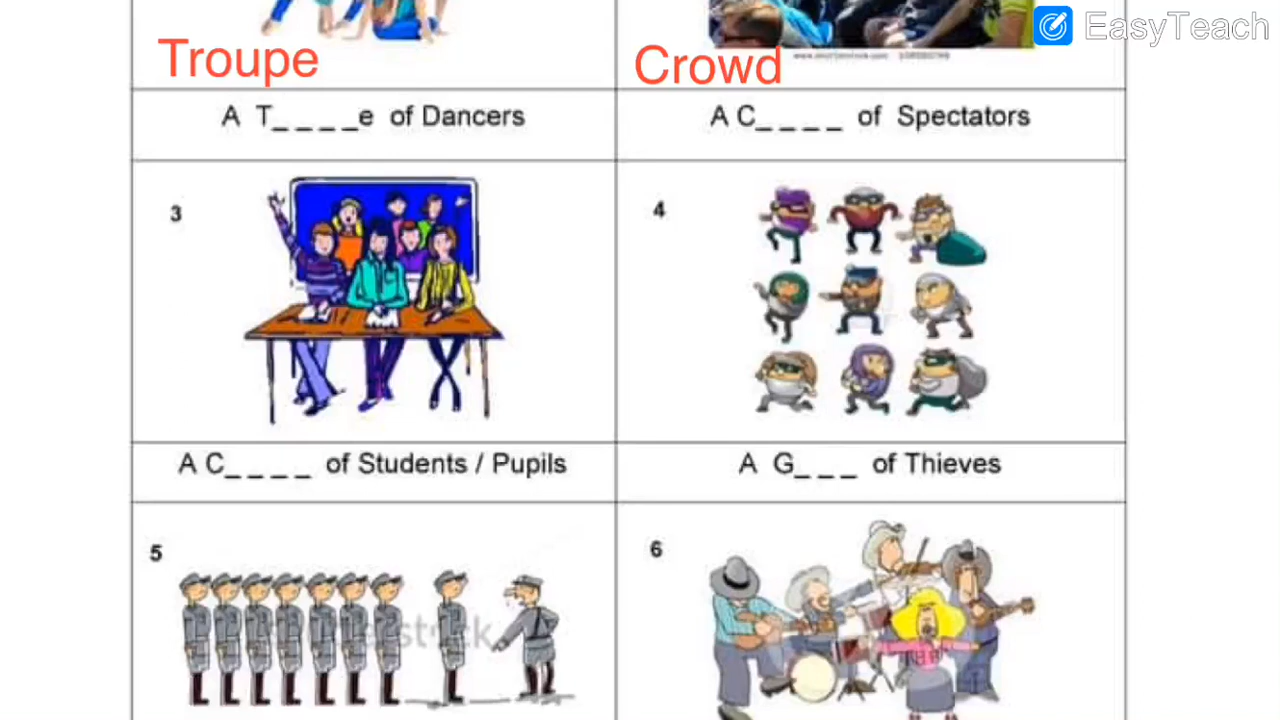 EasyTeach
Troupe
Crowd
A T_ _ _ _e of Dancers
A C_ _ _ _ of Spectators
3
4
A C_ _ _ _ of Students / Pupils
A G_ _ _ of Thieves
5
6